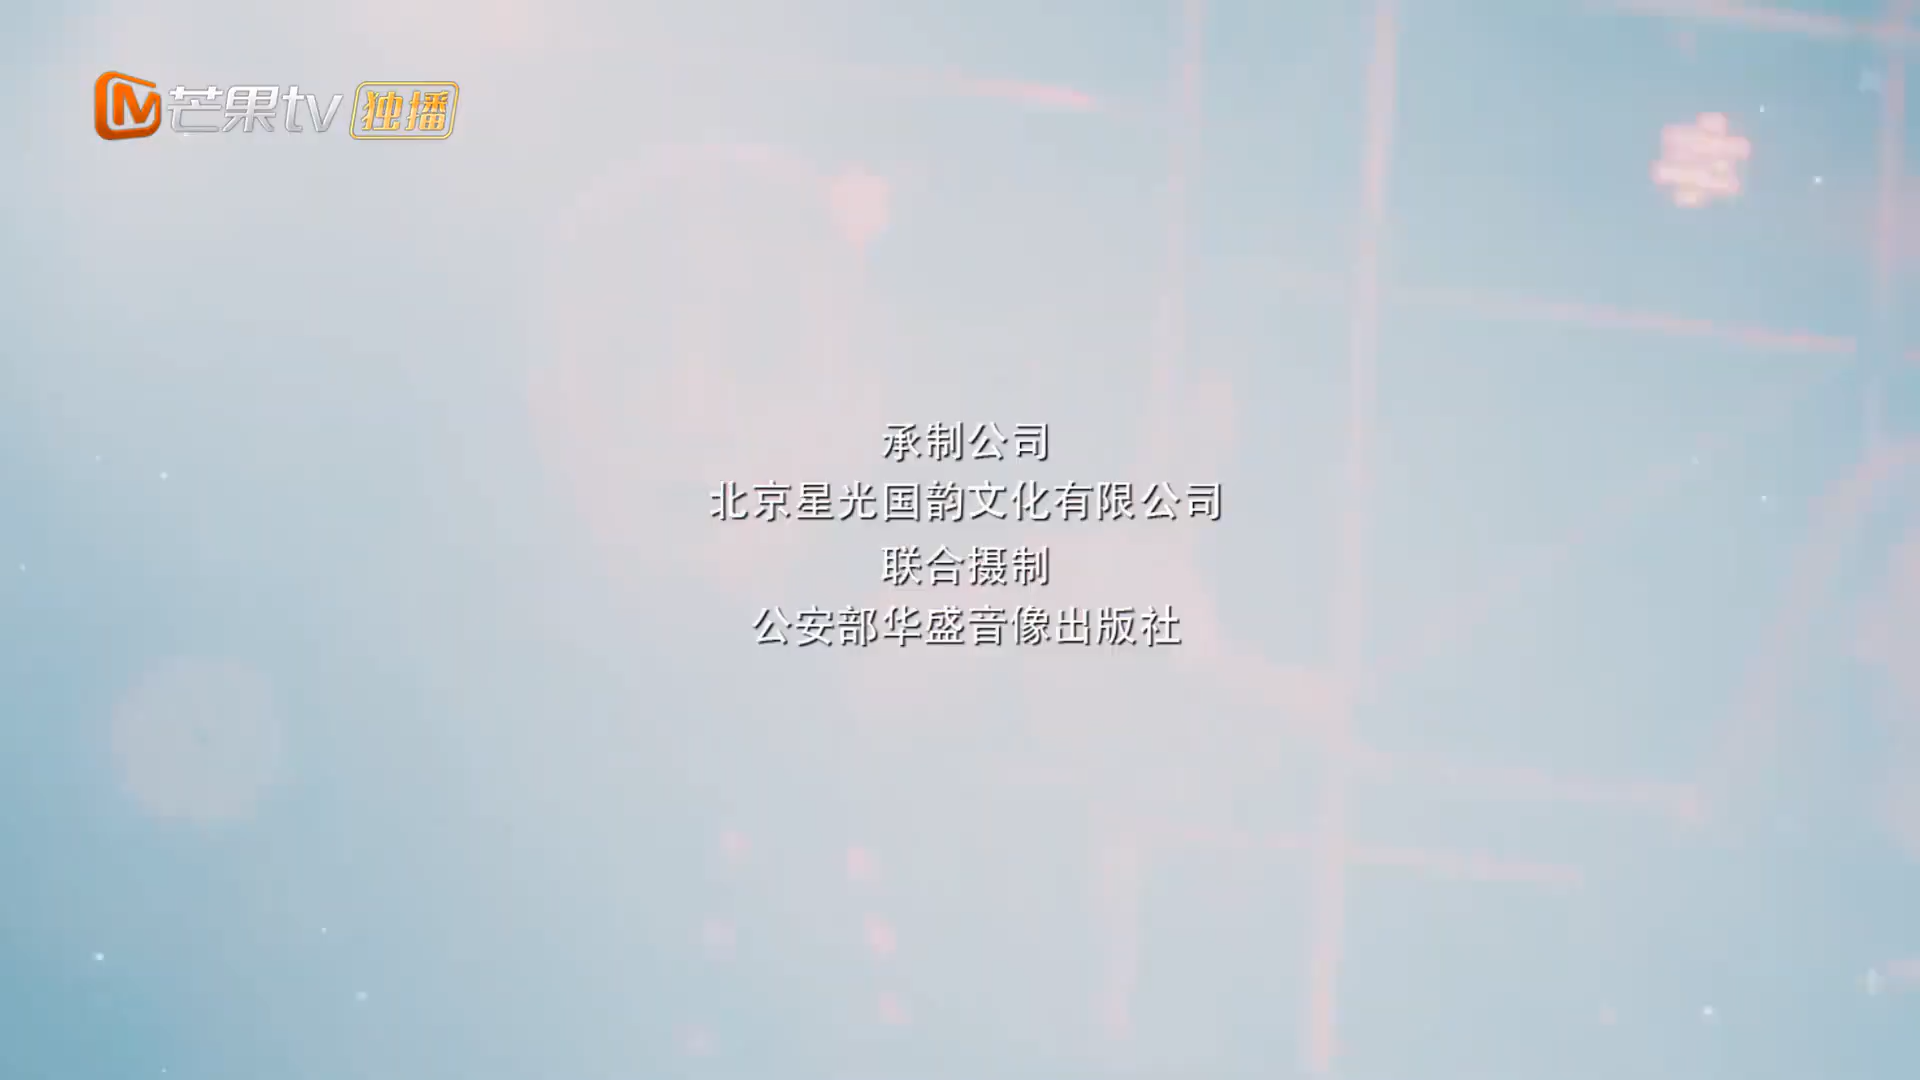 芒果tv 独播
承制公司
北京星光国韵文化有限公司
联合摄制
公安部华盛音像出版社